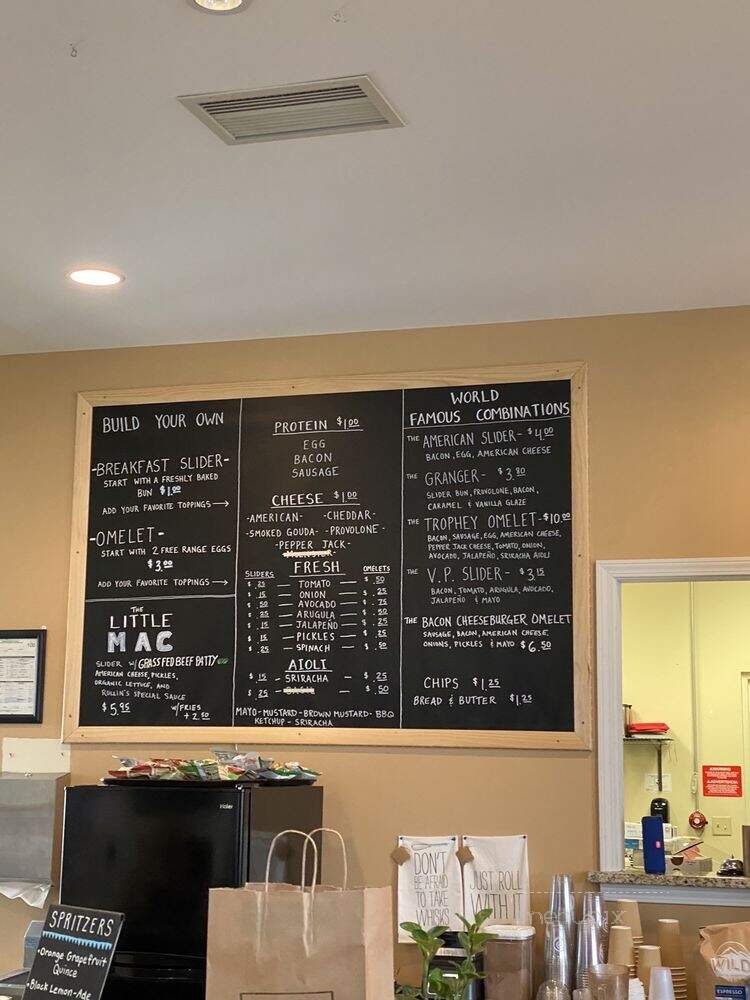 BUILD YOUR OWN
-BREAKFAST SLIDER-
START WITH A FRESHLY BAKED
BUN $1.00
ADD YOUR FAVORITE TOPPINGS →
-OMELET-
START WITH 2 FREE RANGE EGGS
$3.00
ADD YOUR FAVORITE TOPPINGS →
THE
LITTLE
MAC
SLIDER W/ GRASS FED BEEF PATTY
AMERICAN CHEESE, PICKLES,
ORGANIC LETTUCE, AND
ROLLIN'S SPECIAL SAUCE
$5.95 W/FRIES
+2.50
PROTEIN $1.00
EGG
BACON
SAUSAGE
CHEESE $1.00
-AMERICAN- -CHEDDAR-
-SMOKED GOUDA- -PROVOLONE-
-PEPPER JACK-
FRESH
SLIDERS OMELETS
$.25 — TOMATO — $.50
$.15 — ONION — $.25
$.50 — AVOCADO — $.75
$.25 — ARUGULA — $.50
$.15 — JALAPEÑO — $.25
$.15 — PICKLES — $.25
$.25 — SPINACH — $.50
AIOLI
$.15 - SRIRACHA - $.25
$.25 - - $.50
MAYO-MUSTARD-BROWN MUSTARD-BBQ
KETCHUP - SRIRACHA
WORLD
FAMOUS COMBINATIONS
THE AMERICAN SLIDER- $4.00
BACON, EGG, AMERICAN CHEESE
THE GRANGER- $3.80
SLIDER BUN, PROVOLONE, BACON,
CARAMEL & VANILLA GLAZE
THE TROPHEY OMELET-$10.00
BACON, SAUSAGE, EGG, AMERICAN CHEESE,
PEPPER JACK CHEESE, TOMATO, ONION,
AVOCADO, JALAPEÑO, SRIRACHA AIOLI
THE V.P. SLIDER- $3.15
BACON, TOMATO, ARUGULA, AVOCADO,
JALAPEÑO & MAYO
THE BACON CHEESEBURGER OMELET
SAUSAGE, BACON, AMERICAN CHEESE,
ONIONS, PICKLES & MAYO $6.50
CHIPS $1.25
BREAD & BUTTER $1.25
Haier
SPRITZERS
•Orange Grapefruit
Quince
•Black Lemon-Ade
DON'T
BE AFRAID
TO TAKE
WHISKS
JUST ROLL
WITH IT
WILD
ESPRESSO
WARNING
ADVERTENCIA